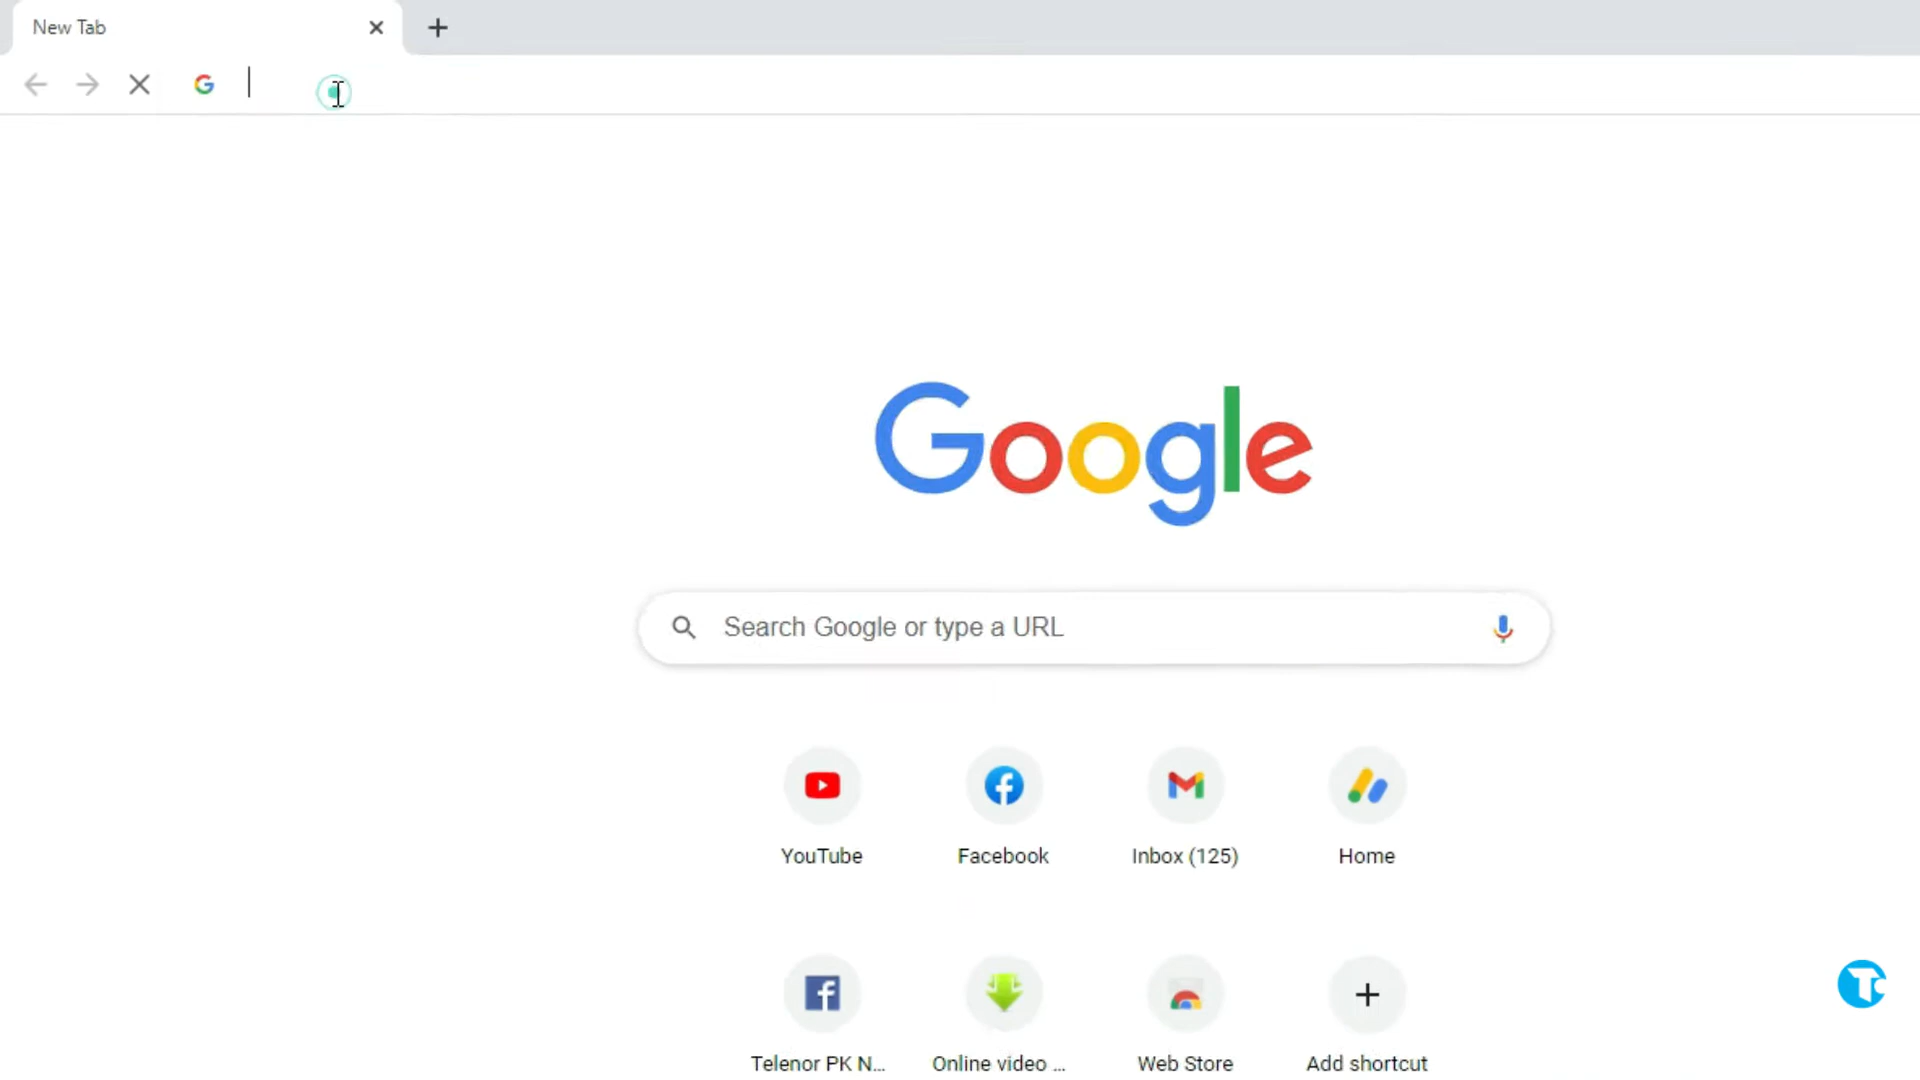 New Tab
Google
Search Google or type a URL
YouTube
Facebook
Inbox (125)
Home
Telenor PK N...
Online video ...
Web Store
Add shortcut